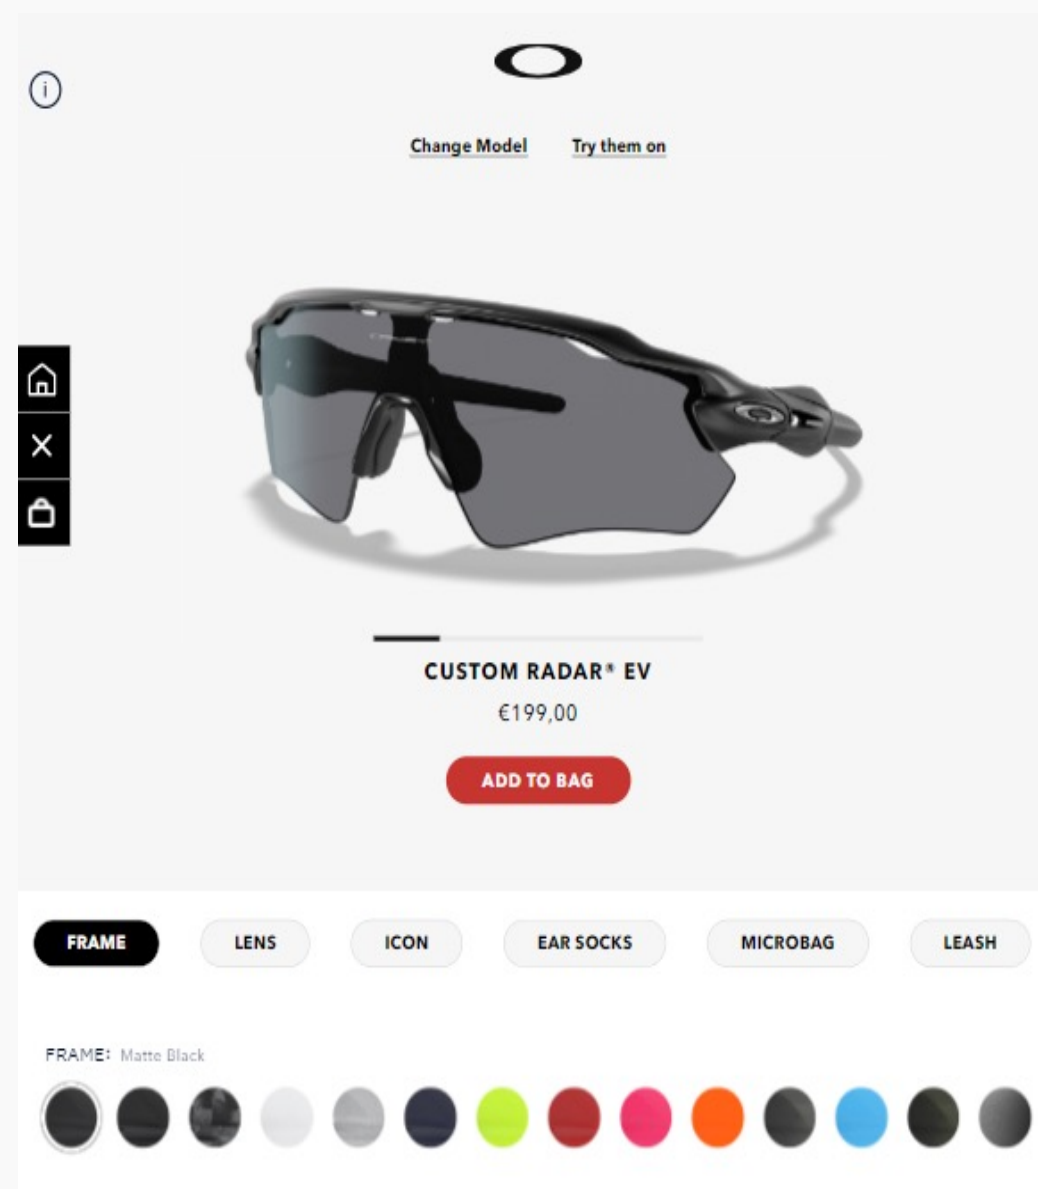 i
Change Model Try them on
CUSTOM RADAR® EV
€199,00
ADD TO BAG
FRAME LENS ICON EAR SOCKS MICROBAG LEASH
FRAME: Matte Black